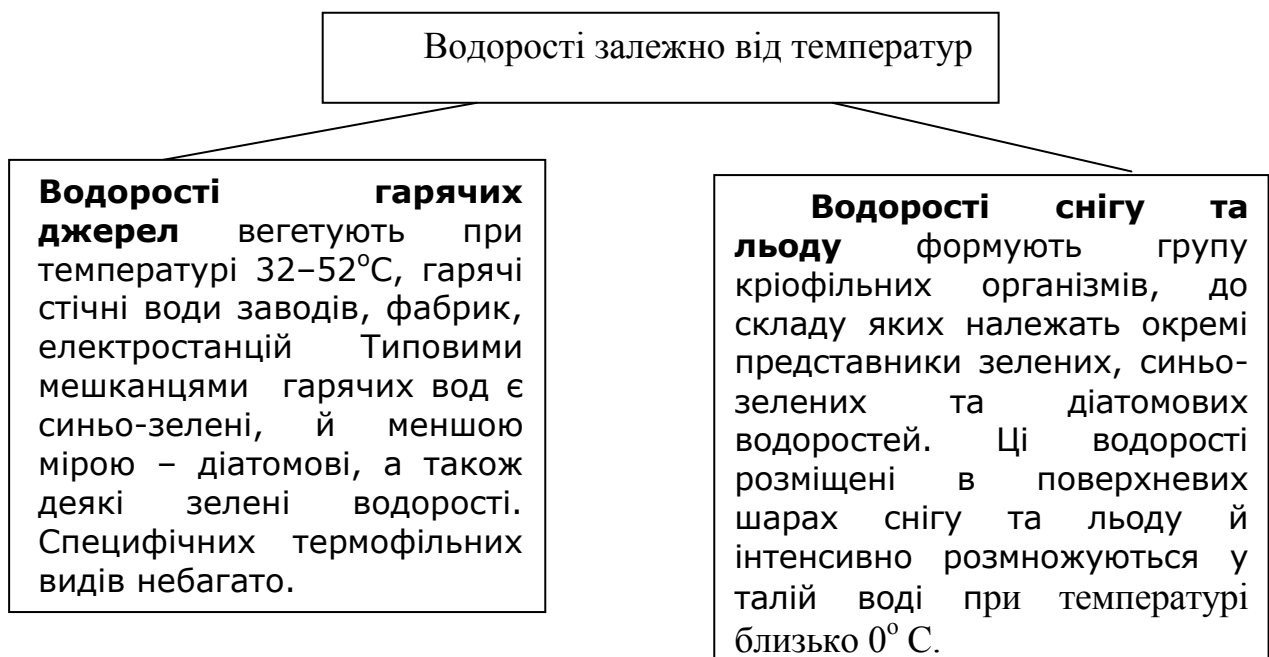 Водорості залежно від температур
Водорості гарячих
джерел вегетують при
температурі 32–52°С, гарячі
стічні води заводів, фабрик,
електростанцій Типовими
мешканцями гарячих вод є
синьо-зелені, й меншою
мірою – діатомові, а також
деякі зелені водорості.
Специфічних термофільних
видів небагато.
Водорості снігу та
льоду формують групу
кріофільних організмів, до
складу яких належать окремі
представники зелених, синьо-
зелених та діатомових
водоростей. Ці водорості
розміщені в поверхневих
шарах снігу та льоду й
інтенсивно розмножуються у
талій воді при температурі
близько 0° С.